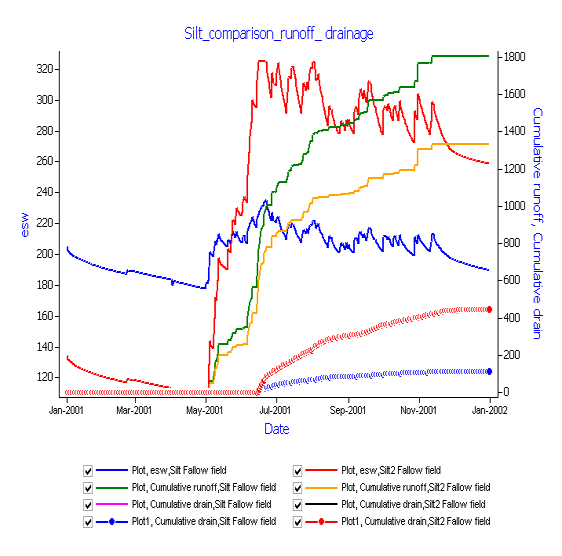 Silt_comparison_runoff_ drainage
320
300
280
260
240
220
200
180
160
140
120
esw
1800
1600
1400
1200
1000
800
600
400
200
0
Cumulative runoff, Cumulative drain
Jan-2001 Mar-2001 May-2001 Jul-2001 Sep-2001 Nov-2001 Jan-2002
Date
Plot, esw,Silt Fallow field Plot, esw,Silt2 Fallow field
Plot, Cumulative runoff,Silt Fallow field Plot, Cumulative runoff,Silt2 Fallow field
Plot, Cumulative drain,Silt Fallow field Plot, Cumulative drain,Silt2 Fallow field
Plot1, Cumulative drain,Silt Fallow field Plot1, Cumulative drain,Silt2 Fallow field